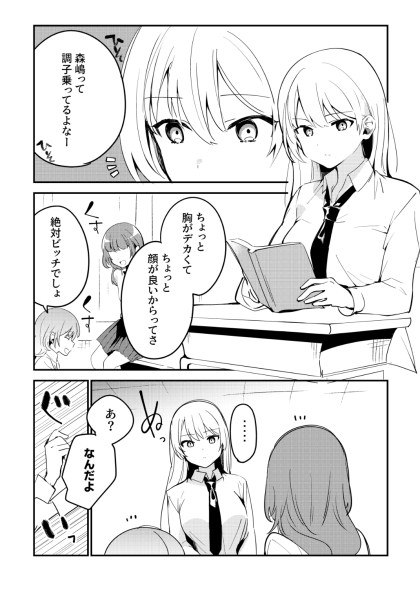 森嶋って
調子乗ってるよなー
ひそ
ひそ
ちょっと
胸がデカくて
ちょっと
顔が良いからってさ
くす
くす
絶対ビッチでしょ
‥‥
ぬっ
あ？
なんだよ